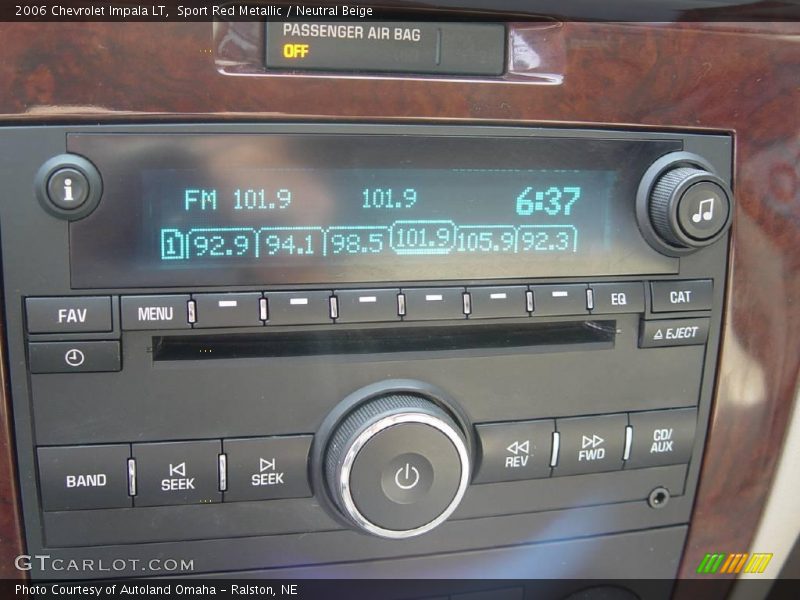 2006 Chevrolet Impala LT,  Sport Red Metallic / Neutral Beige
PASSENGER AIR BAG
OFF
i
FM 101.9 101.9 6:37
1 92.9 94.1 98.5 101.9 105.9 92.3
FAV MENU EQ CAT
EJECT
BAND SEEK SEEK REV FWD CD/
AUX
GTCARLOT.COM
Photo Courtesy of Autoland Omaha - Ralston, NE